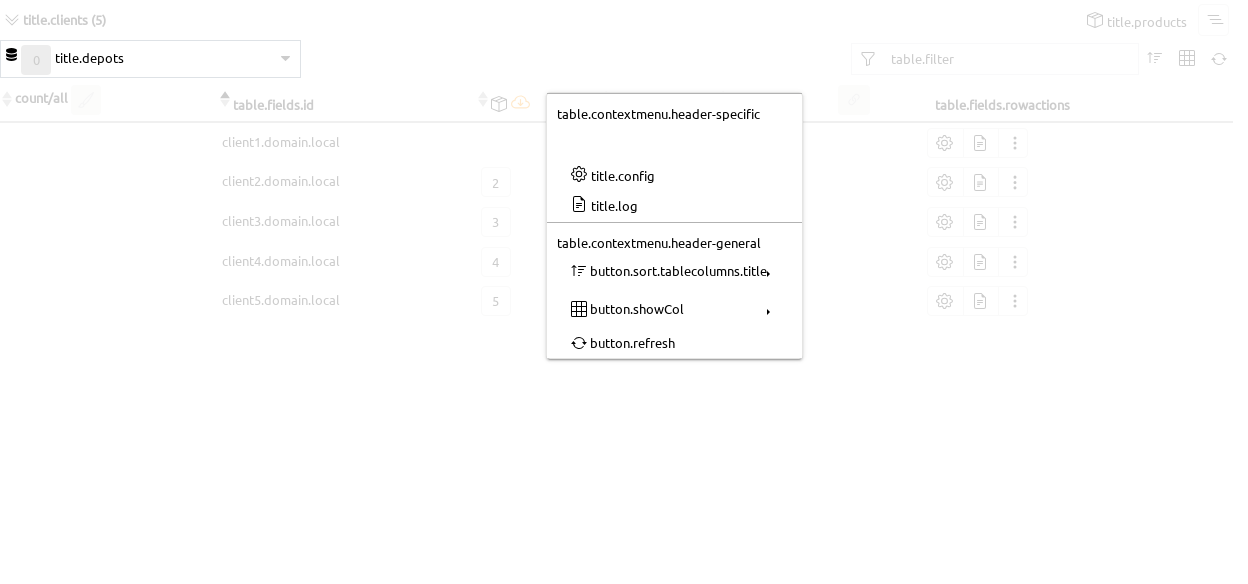 title.clients (5)
title.products
0 title.depots
table.filter
count/all
table.fields.id
table.fields.rowactions
table.contextmenu.header-specific
client1.domain.local
title.config
client2.domain.local 2
title.log
client3.domain.local 3
table.contextmenu.header-general
client4.domain.local 4
button.sort.tablecolumns.title
client5.domain.local 5
button.showCol
button.refresh